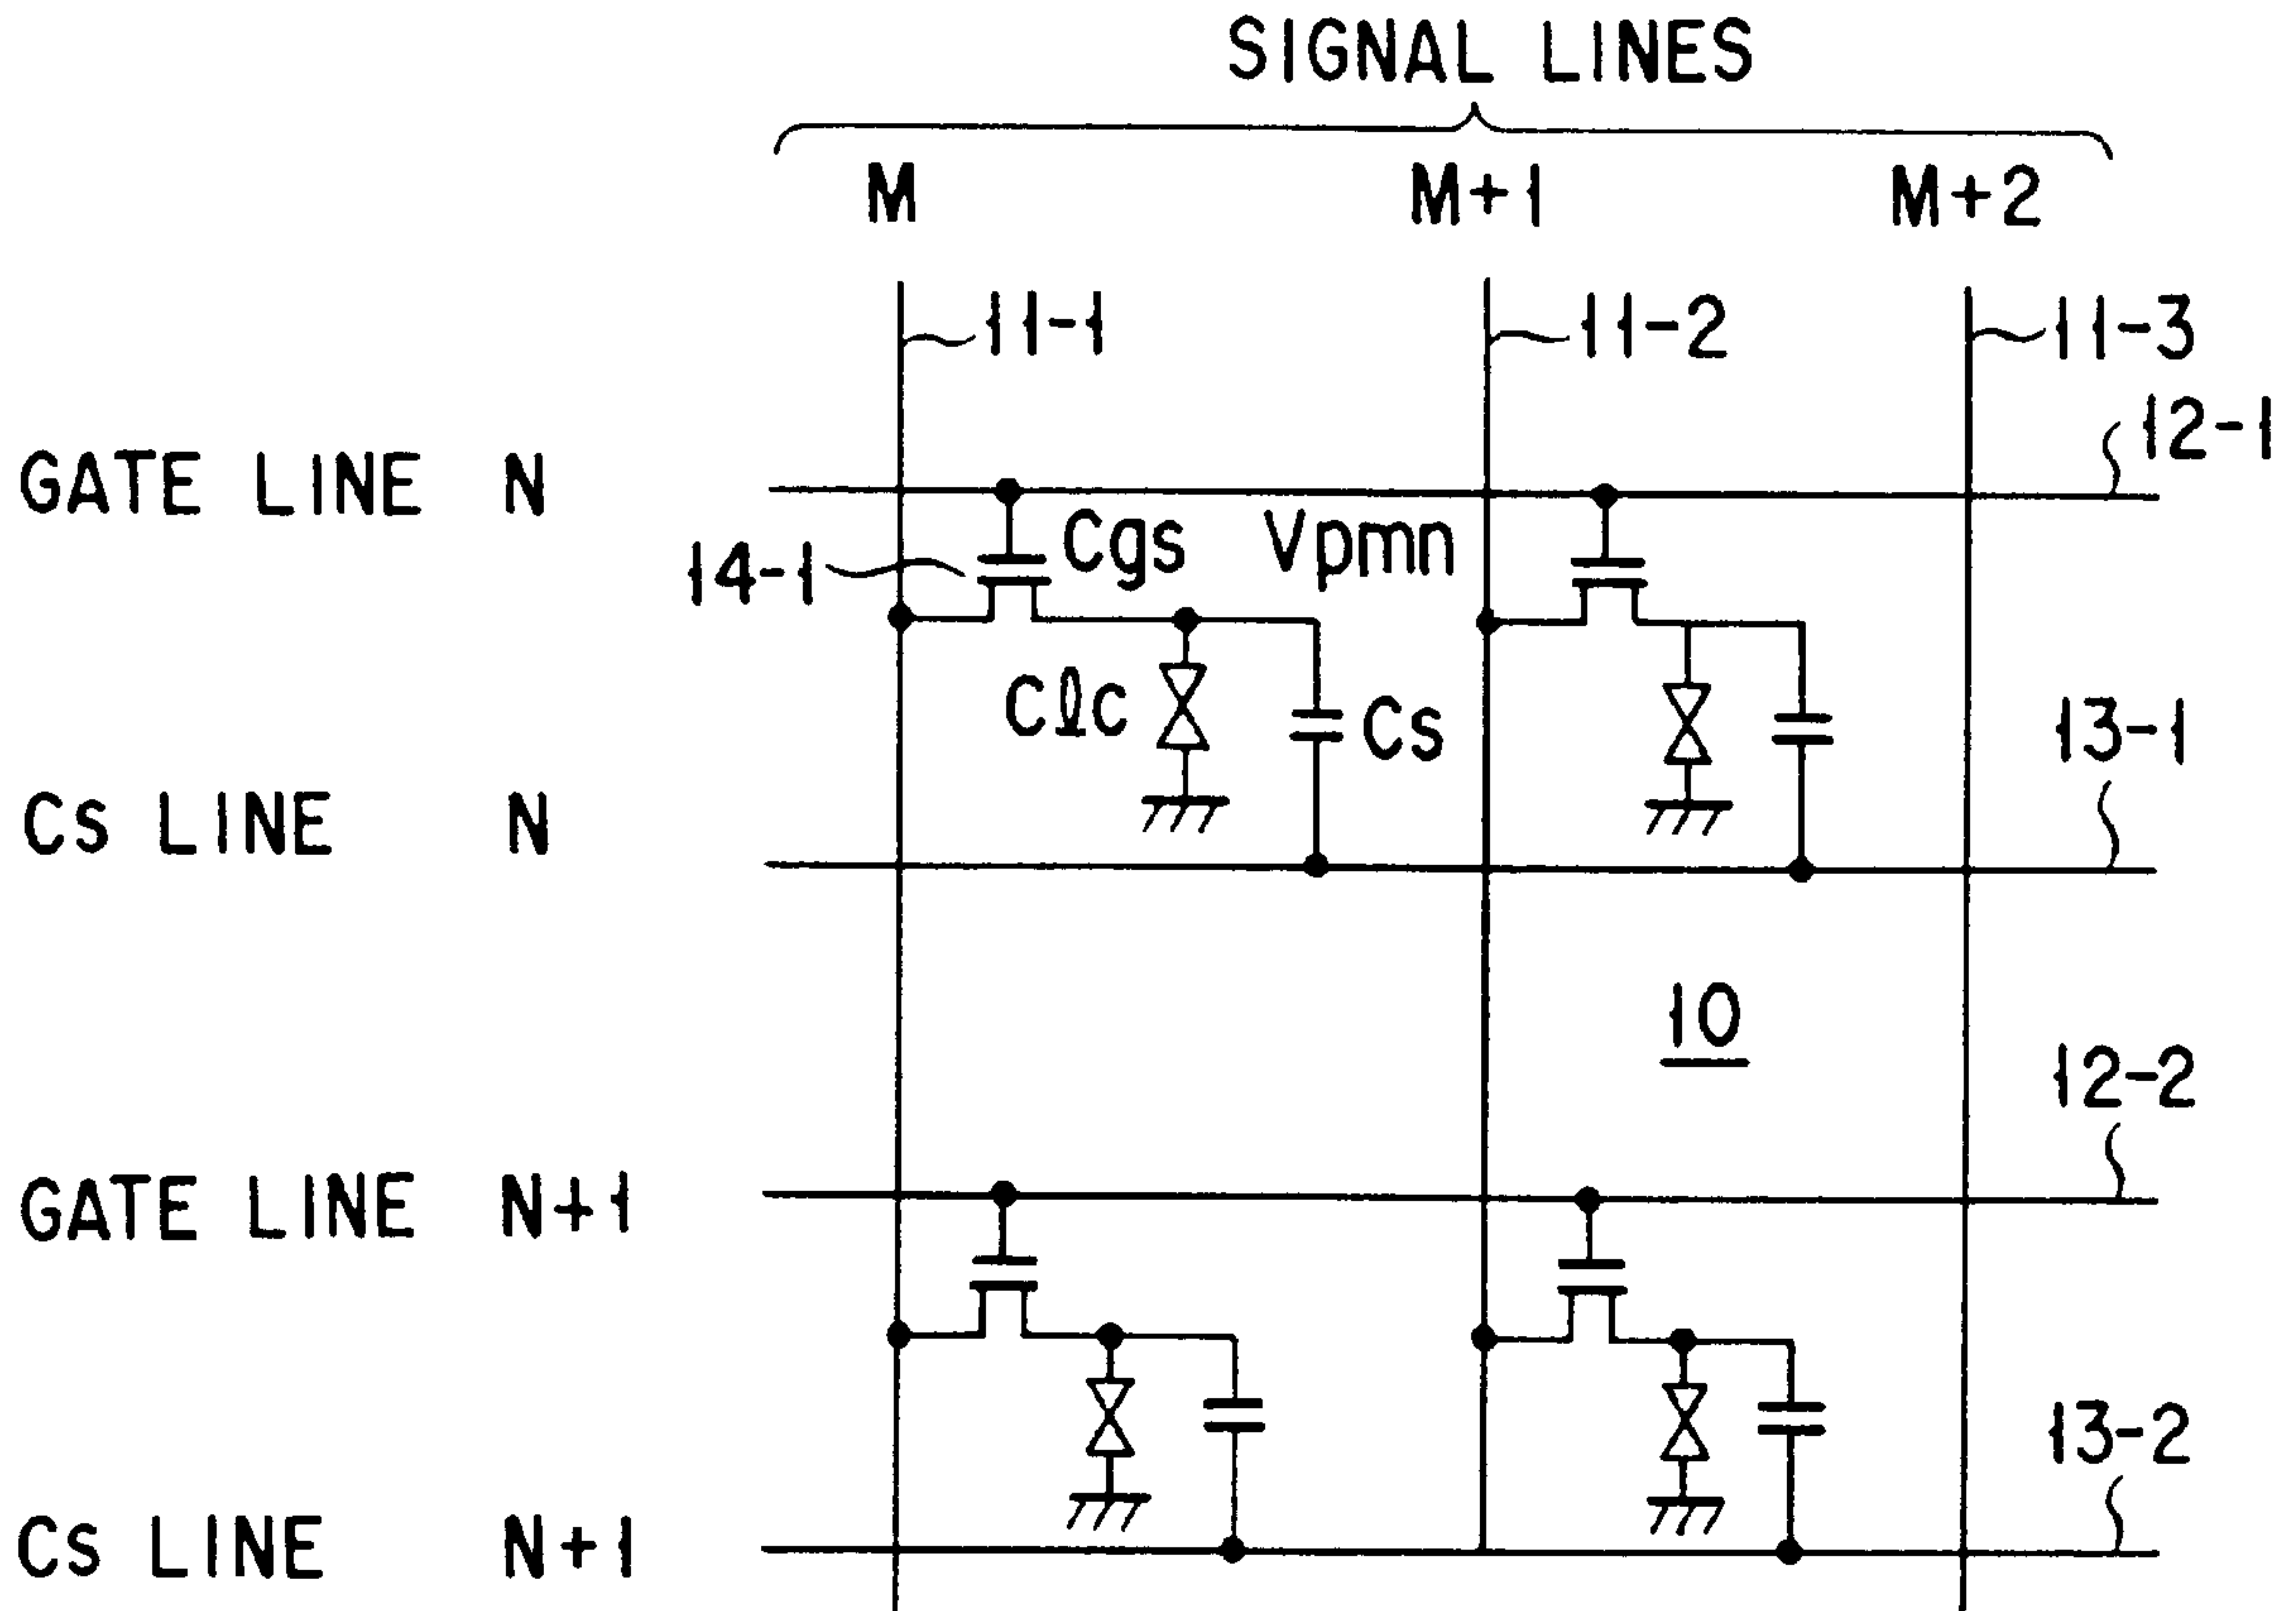 SIGNAL LINES
M M+1 M+2
11-1 11-2 11-3
12-1
GATE LINE N
14-1 Cgs Vpmn
Clc Cs 13-1
Cs LINE N
10
12-2
GATE LINE N+1
13-2
Cs LINE N+1